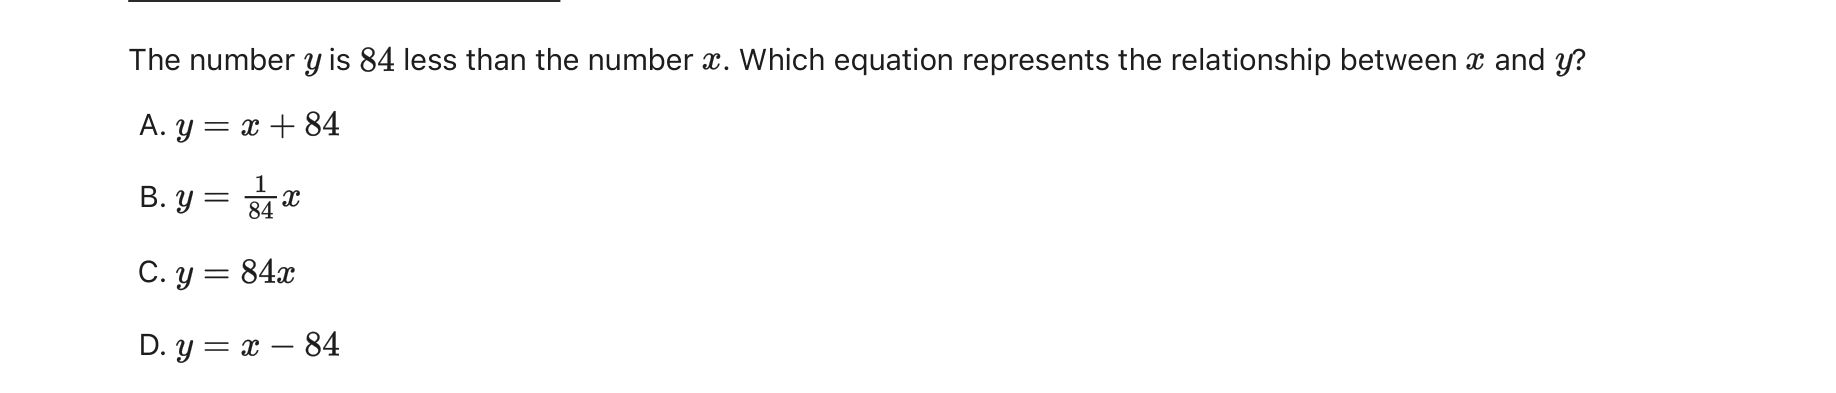 The number y is 84 less than the number x. Which equation represents the relationship between x and y?
A. y = x + 84
B. y = \frac{1}{84}x
C. y = 84x
D. y = x − 84